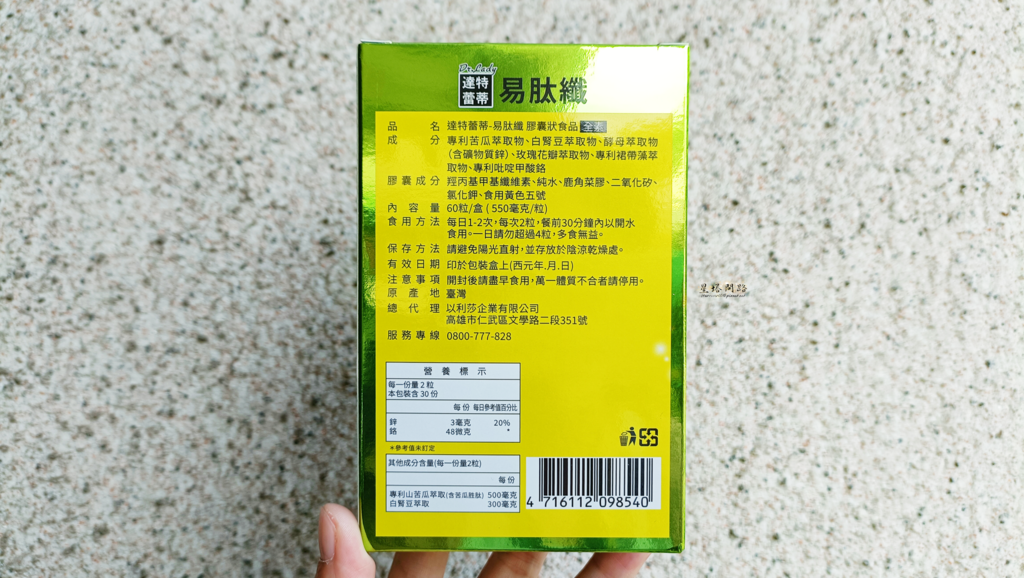 Dr.Lady
達特蕾蒂 易肽纖
品名 達特蕾蒂-易肽纖 膠囊狀食品 全素
成分 專利苦瓜萃取物、白腎豆萃取物、酵母萃取物
（含礦物質鋅）、玫瑰花瓣萃取物、專利裙帶藻萃
取物、專利吡啶甲酸鉻
膠囊成分 羥丙基甲基纖維素、純水、鹿角菜膠、二氧化矽、
氯化鉀、食用黃色五號
內容量 60粒/盒 ( 550毫克/粒)
食用方法 每日1-2次，每次2粒，餐前30分鐘內以開水
食用。一日請勿超過4粒，多食無益。
保存方法 請避免陽光直射，並存放於陰涼乾燥處。
有效日期 印於包裝盒上(西元年.月.日)
注意事項 開封後請盡早食用，萬一體質不合者請停用。
原產地 臺灣
總代理 以利莎企業有限公司
高雄市仁武區文學路二段351號
服務專線 0800-777-828
營養標示
每一份量 2 粒
本包裝含 30 份
每份 每日參考值百分比
鋅 3毫克 20%
鉻 48微克 *
*參考值未訂定
其他成分含量(每一份量2粒)
每份
專利山苦瓜萃取(含苦瓜胜肽) 500毫克
白腎豆萃取 300毫克
4 716112 098540
星塔開路